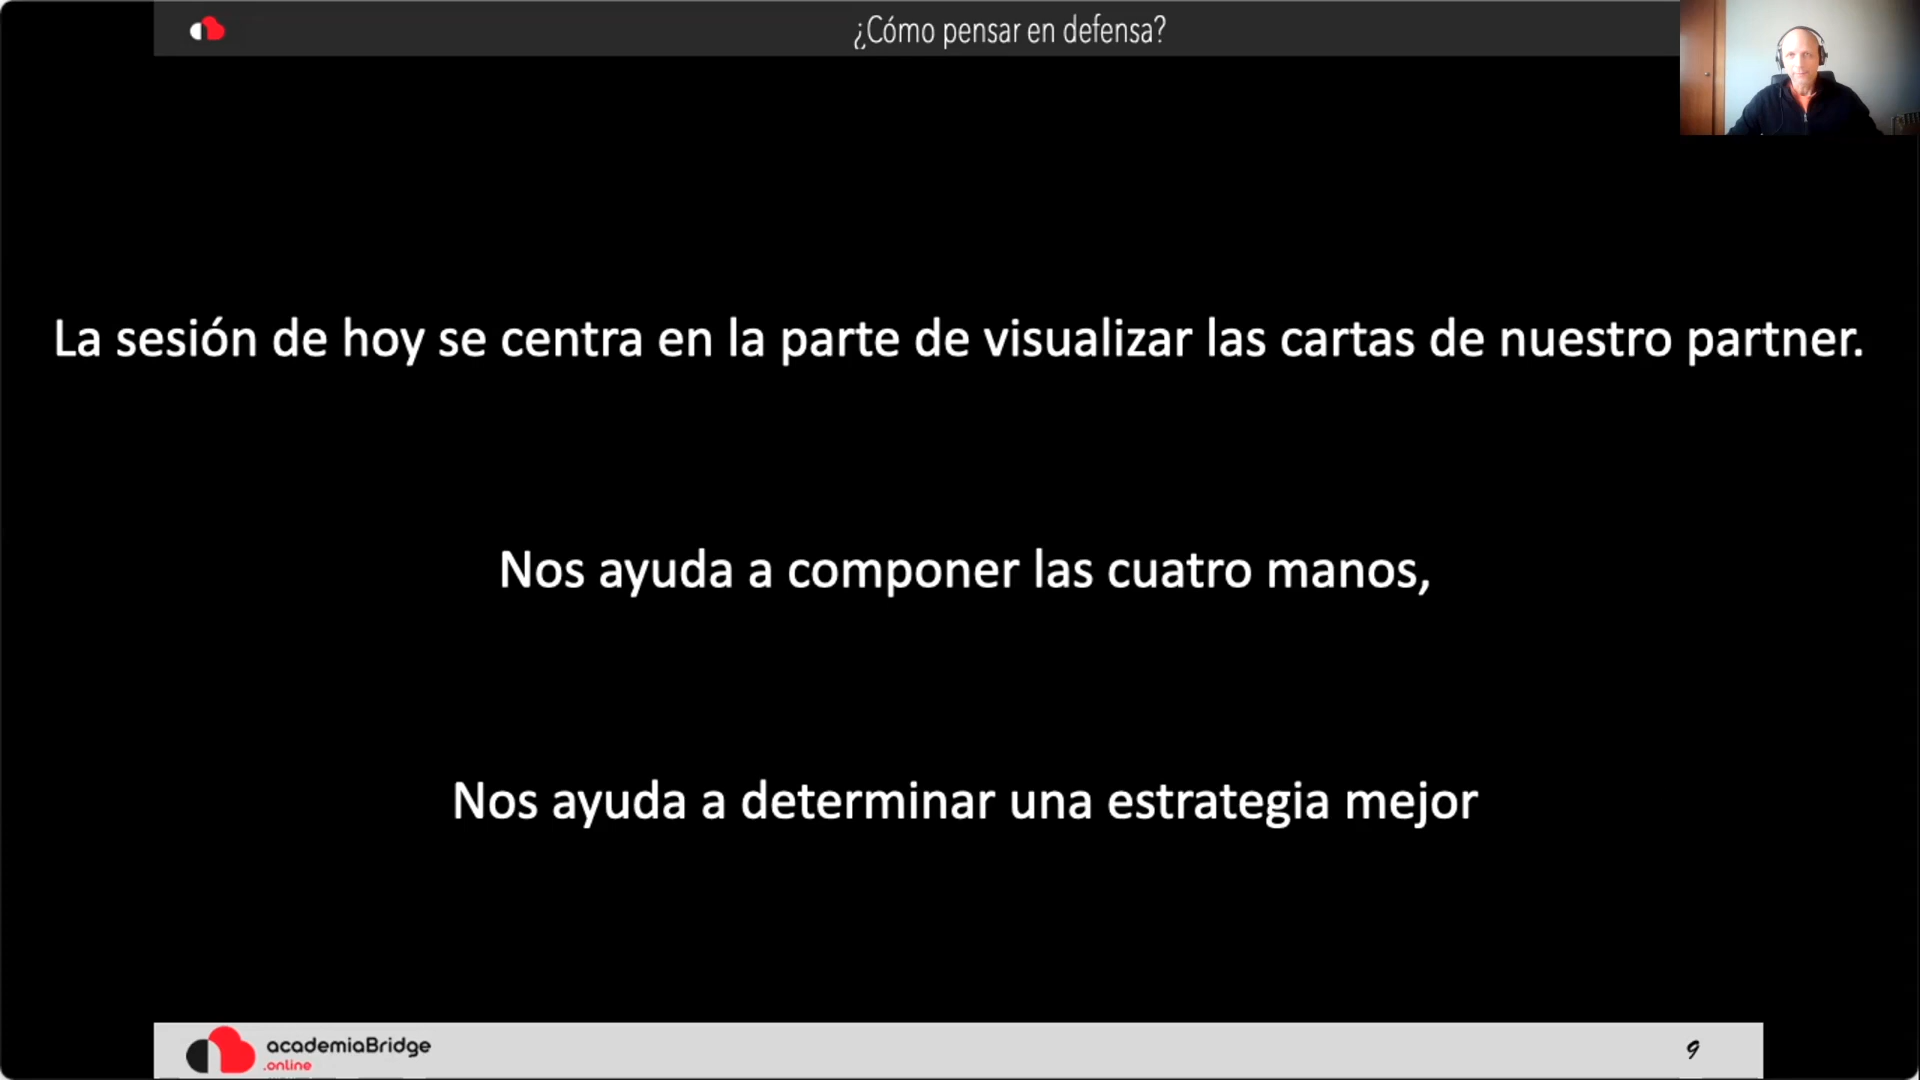 ¿Cómo pensar en defensa?
La sesión de hoy se centra en la parte de visualizar las cartas de nuestro partner.
Nos ayuda a componer las cuatro manos,
Nos ayuda a determinar una estrategia mejor
academiaBridge
.online
9